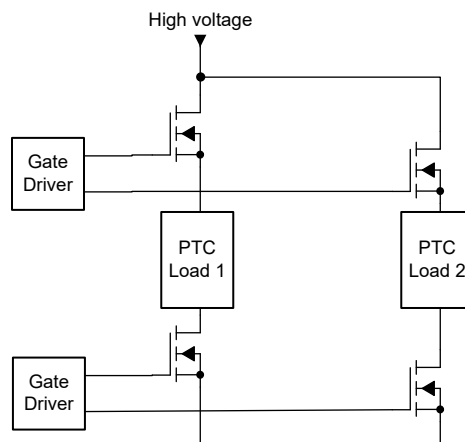 High voltage
Gate
Driver
PTC
Load 1
PTC
Load 2
Gate
Driver